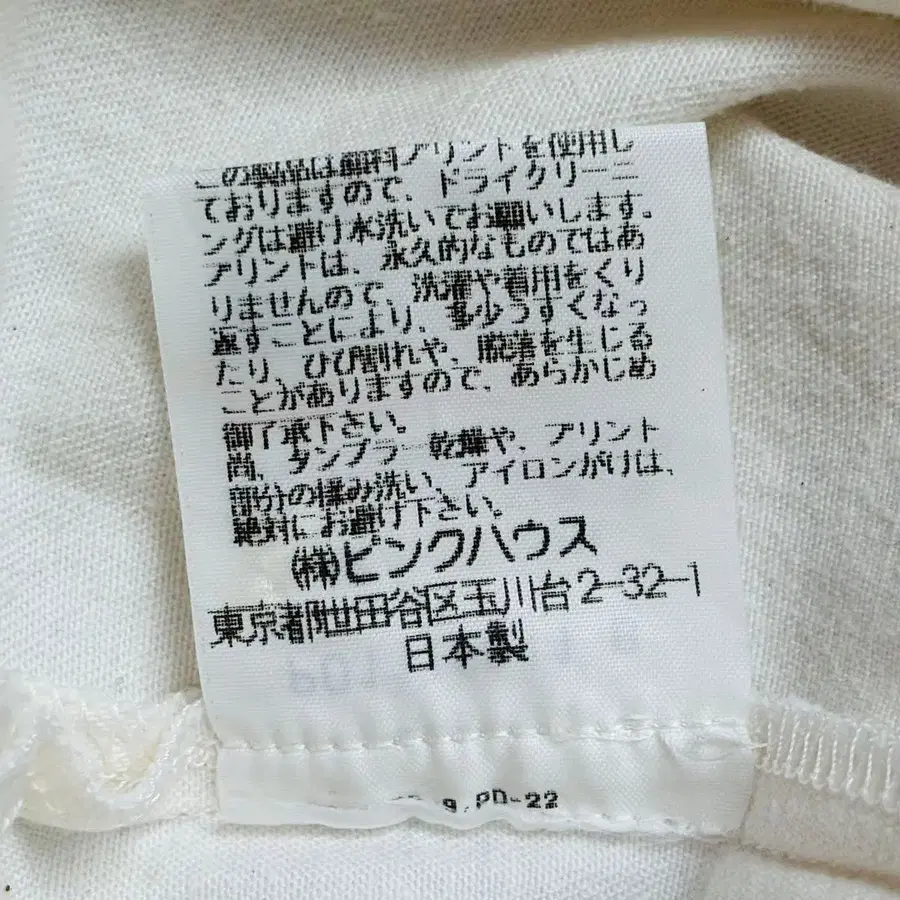 この製品は顔料プリントを使用し
ておりますので、ドライクリーニ
ングは避け水洗いでお願いします。
プリントは、永久的なものではあ
りませんので、洗濯や着用をくり
返すことにより、多少うすくなっ
たり、ひび割れや、脱落を生じる
ことがありますので、あらかじめ
御了承下さい。
尚、タンブラー乾燥や、プリント
部分の揉み洗い、アイロンがけは、
絶対にお避け下さい。
㈱ピンクハウス
東京都世田谷区玉川台2-32-1
日本製
9.PD-22